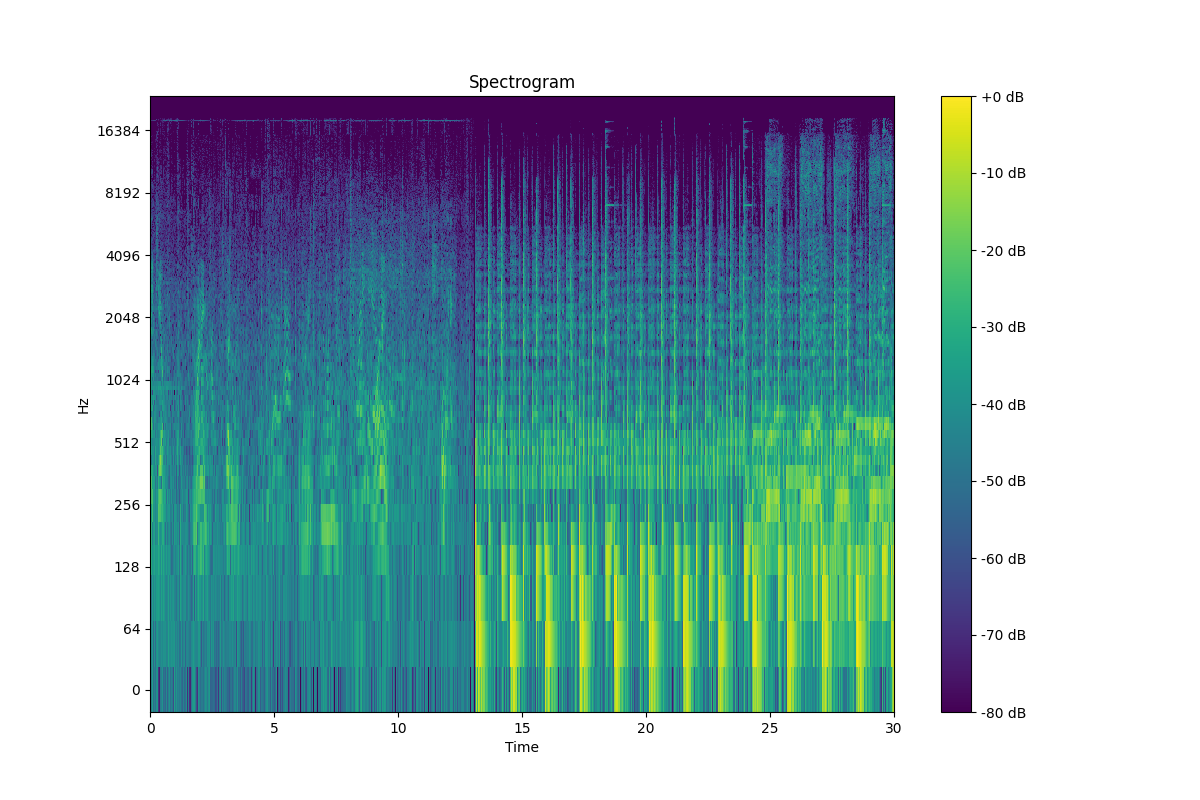 Spectrogram
16384
8192
4096
2048
1024
512
256
128
64
0
Hz
0 5 10 15 20 25 30
Time
+0 dB
-10 dB
-20 dB
-30 dB
-40 dB
-50 dB
-60 dB
-70 dB
-80 dB